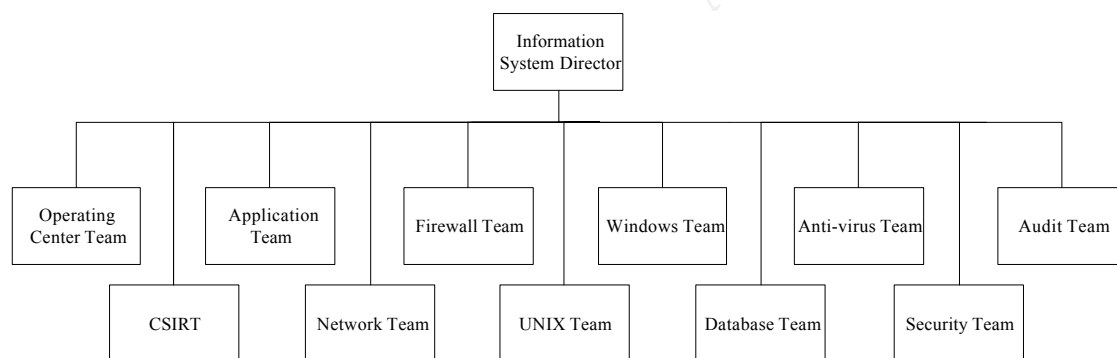 Information
System Director
Operating
Center Team
Application
Team
Firewall Team
Windows Team
Anti-virus Team
Audit Team
CSIRT
Network Team
UNIX Team
Database Team
Security Team